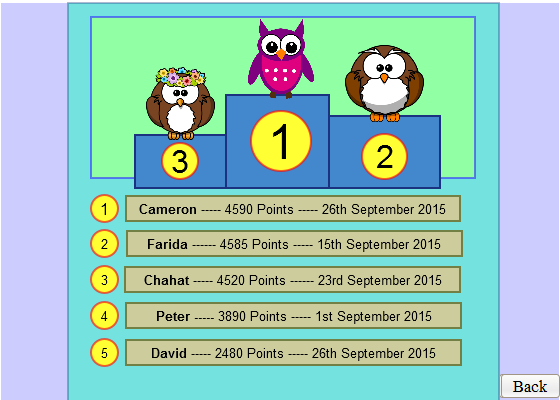 1
2
3
1 Cameron ----- 4590 Points ----- 26th September 2015
2 Farida ------ 4585 Points ----- 15th September 2015
3 Chahat ----- 4520 Points ------ 23rd September 2015
4 Peter ----- 3890 Points ----- 1st September 2015
5 David ----- 2480 Points ----- 26th September 2015
Back